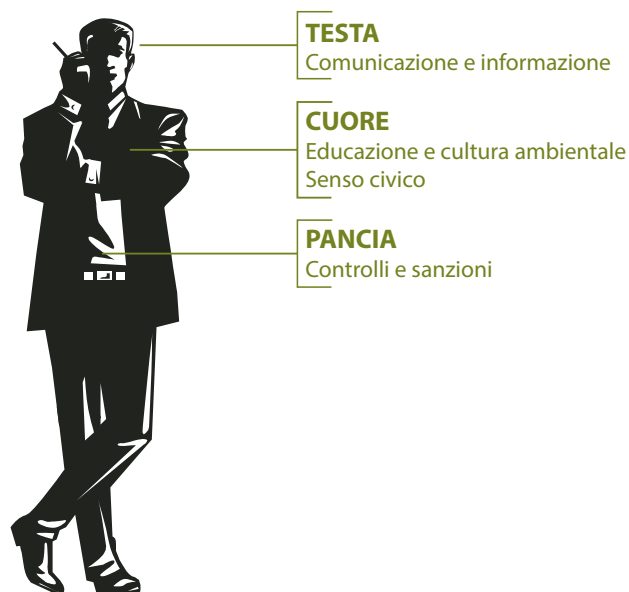 TESTA
Comunicazione e informazione
CUORE
Educazione e cultura ambientale
Senso civico
PANCIA
Controlli e sanzioni